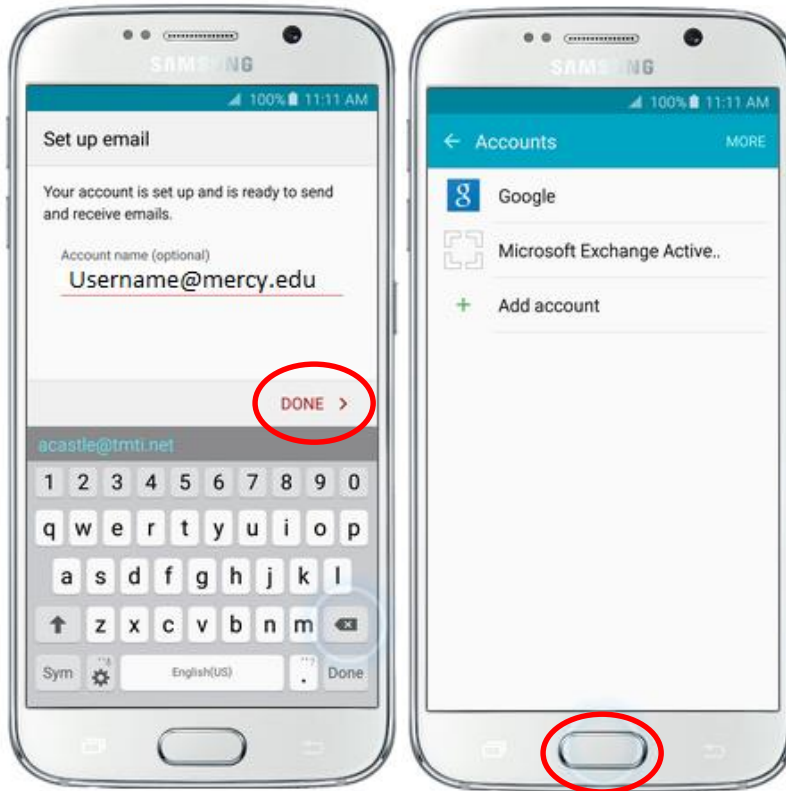 SAMSUNG
100% 11:11 AM
Set up email
Your account is set up and is ready to send
and receive emails.
Account name (optional)
Username@mercy.edu
DONE >
acastle@tmti.net
1 2 3 4 5 6 7 8 9 0
q w e r t y u i o p
a s d f g h j k l
z x c v b n m
Sym English(US) . Done
SAMSUNG
100% 11:11 AM
← Accounts MORE
8 Google
Microsoft Exchange Active..
+ Add account